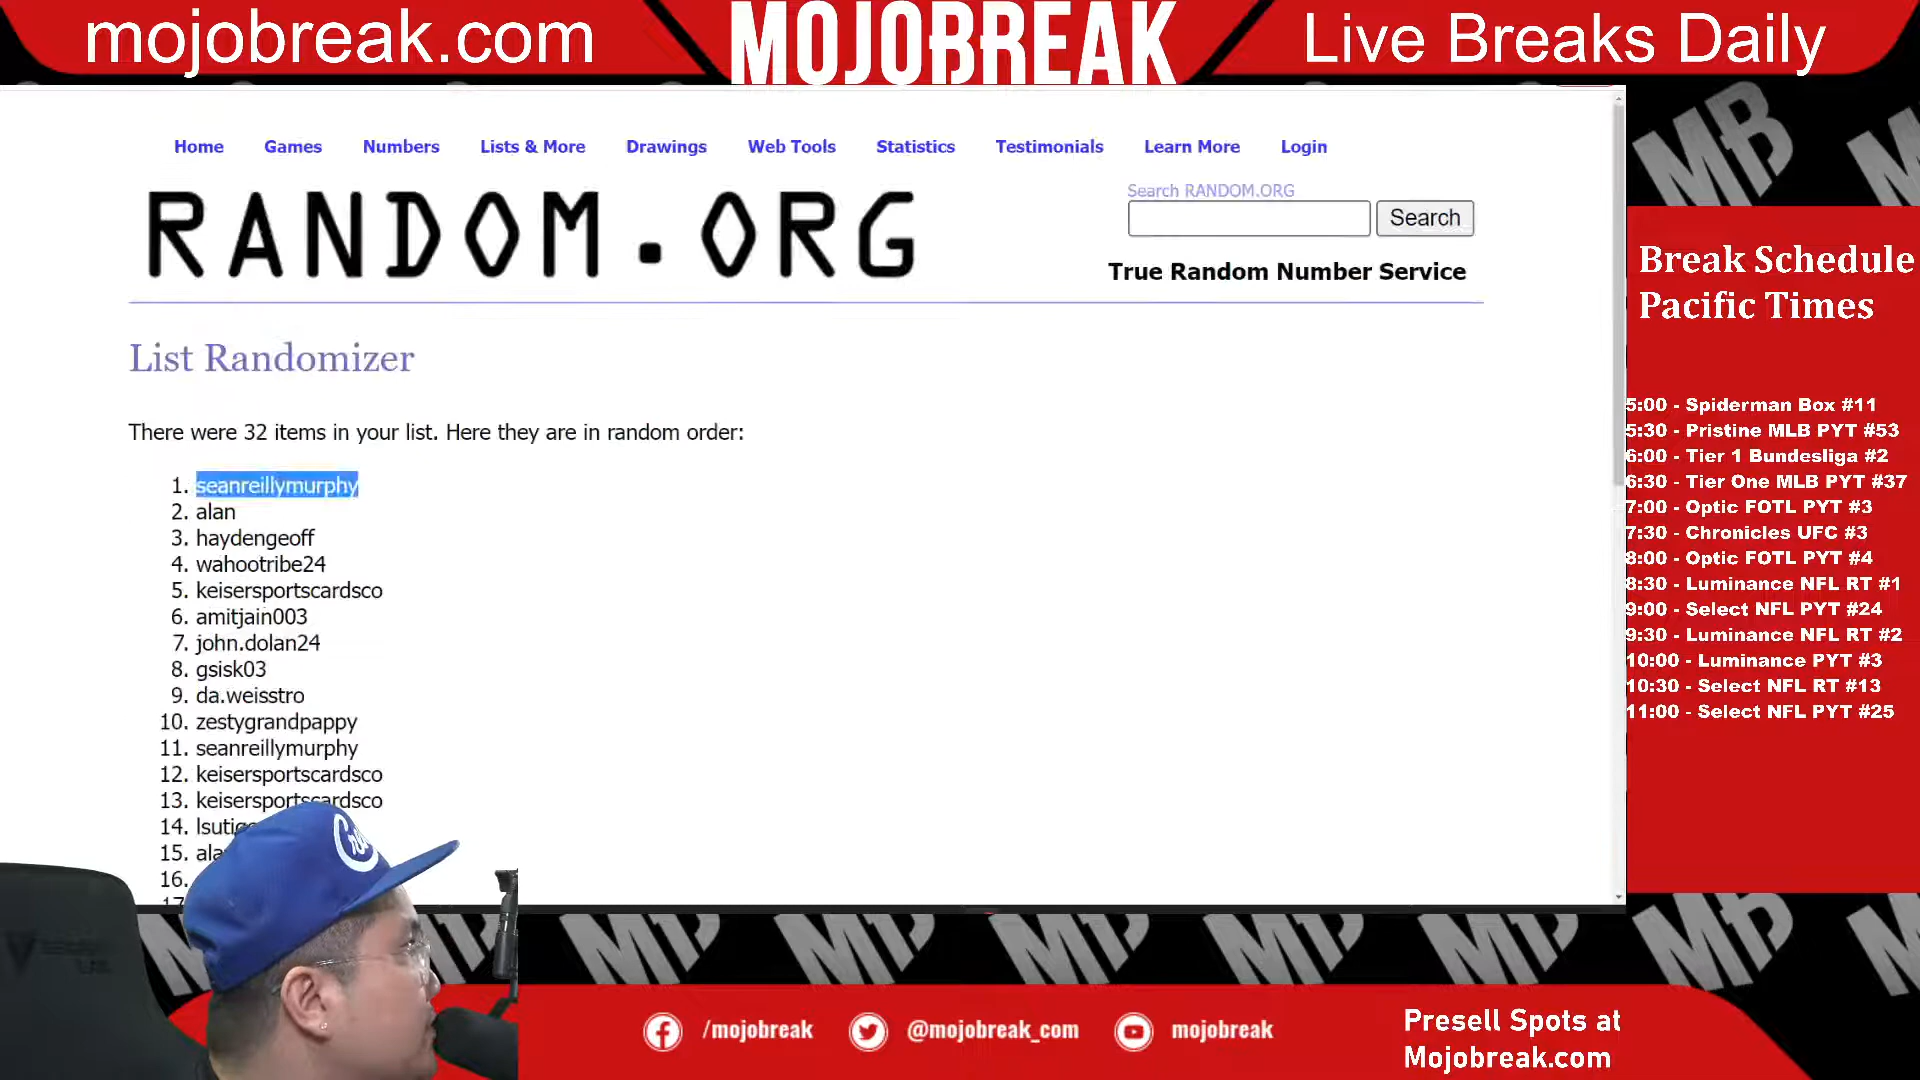 mojobreak.com
MOJOBREAK
Live Breaks Daily
Home Games Numbers Lists & More Drawings Web Tools Statistics Testimonials Learn More Login
RANDOM.ORG
Search RANDOM.ORG
Search
True Random Number Service
List Randomizer
There were 32 items in your list. Here they are in random order:
1. seanreillymurphy
2. alan
3. haydengeoff
4. wahootribe24
5. keisersportscardsco
6. amitjain003
7. john.dolan24
8. gsisk03
9. da.weisstro
10. zestygrandpappy
11. seanreillymurphy
12. keisersportscardsco
13. keisersportscardsco
14.
15.
16.
Break Schedule
Pacific Times
5:00 - Spiderman Box #11
5:30 - Pristine MLB PYT #53
6:00 - Tier 1 Bundesliga #2
6:30 - Tier One MLB PYT #37
7:00 - Optic FOTL PYT #3
7:30 - Chronicles UFC #3
8:00 - Optic FOTL PYT #4
8:30 - Luminance NFL RT #1
9:00 - Select NFL PYT #24
9:30 - Luminance NFL RT #2
10:00 - Luminance PYT #3
10:30 - Select NFL RT #13
11:00 - Select NFL PYT #25
MB
/mojobreak
@mojobreak_com
mojobreak
Presell Spots at
Mojobreak.com